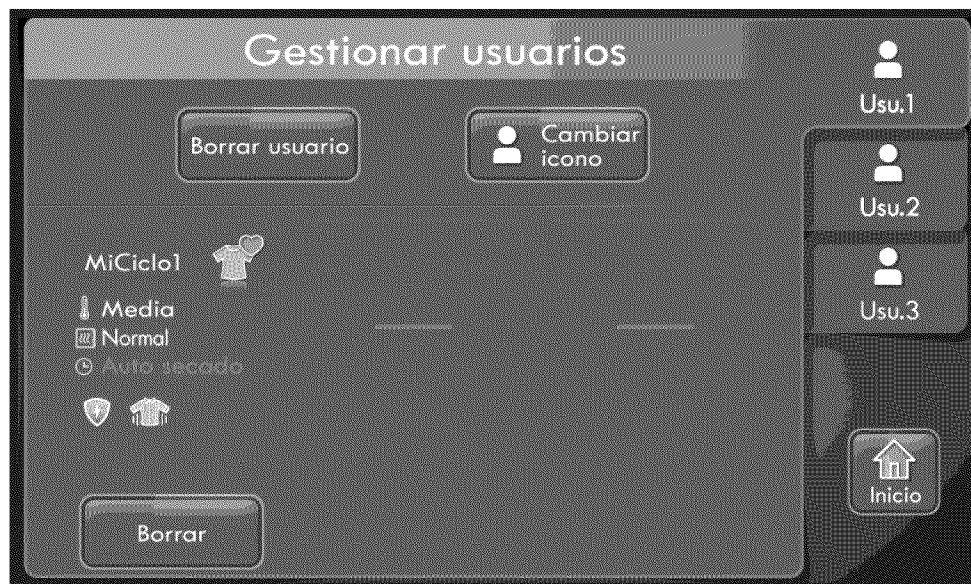 Gestionar usuarios
Borrar usuario
Cambiar
icono
MiCiclo1
Media
Normal
Auto secado
Borrar
Usu.1
Usu.2
Usu.3
Inicio